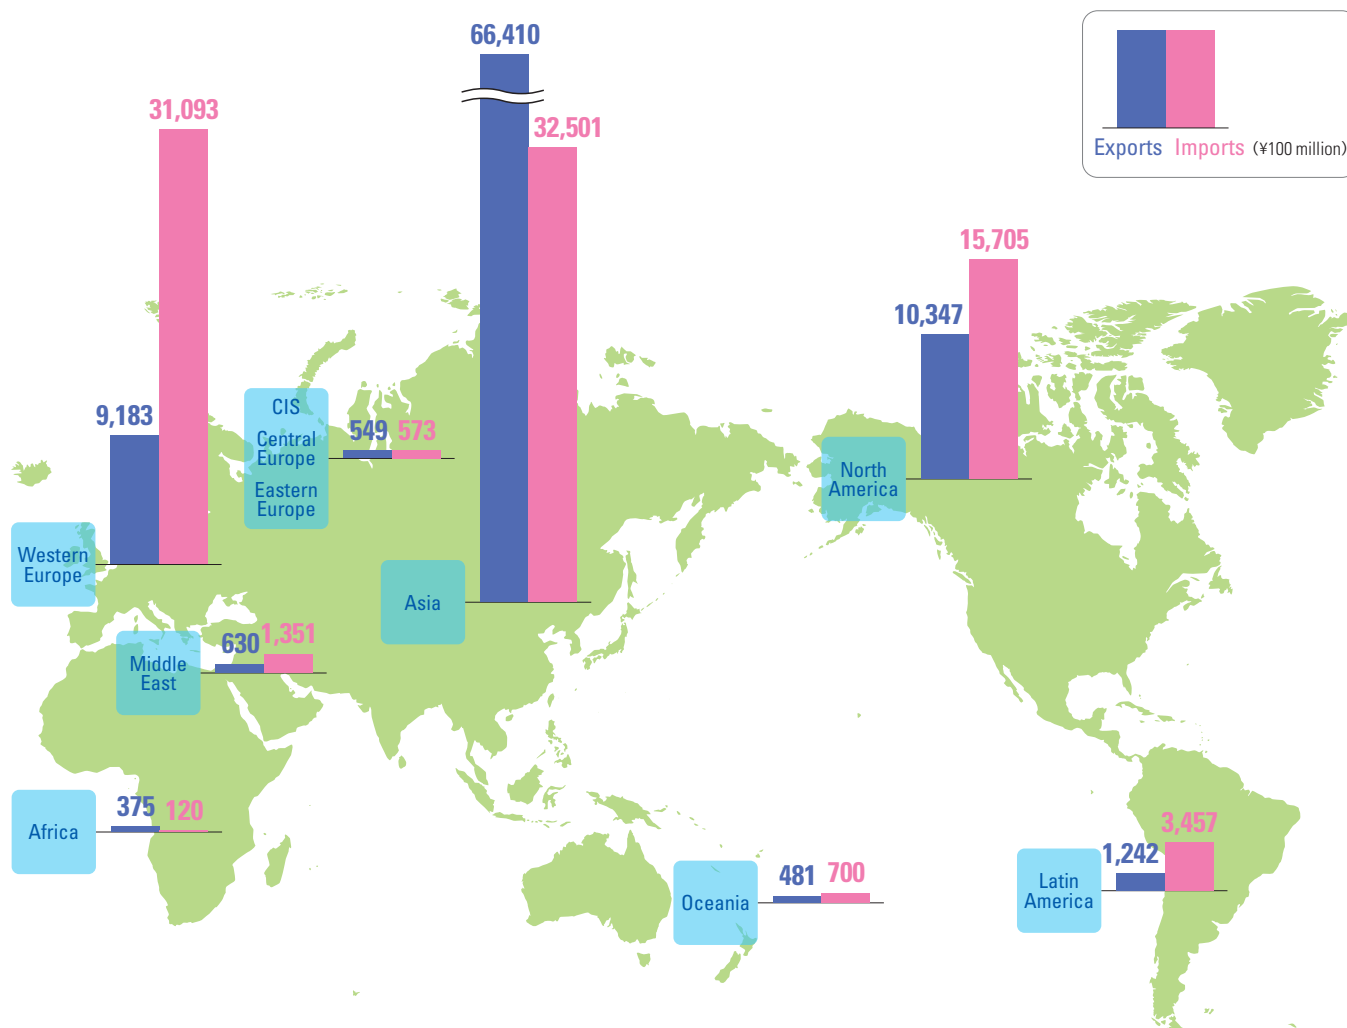 66,410
31,093
32,501
Exports Imports (¥100 million)
15,705
10,347
9,183
CIS
Central
Europe
Eastern
Europe
549 573
North
America
Western
Europe
Asia
630 1,351
Middle
East
375 120
Africa
481 700
Oceania
1,242 3,457
Latin
America